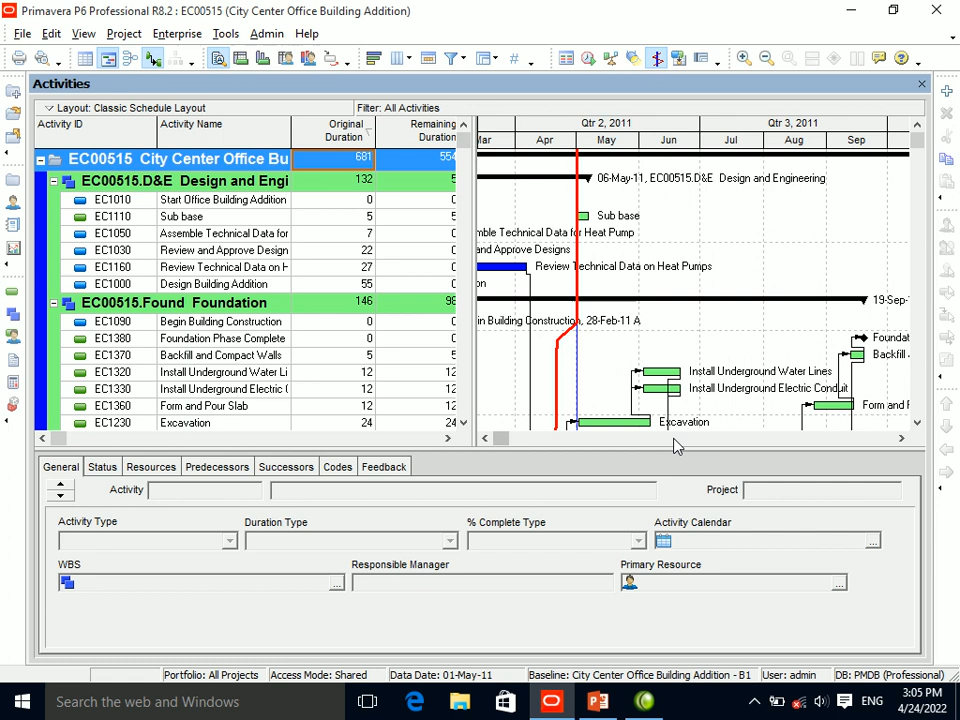 Primavera P6 Professional R8.2 : EC00515 (City Center Office Building Addition)
File Edit View Project Enterprise Tools Admin Help
Activities
Layout: Classic Schedule Layout Filter: All Activities
Activity ID Activity Name Original Duration Remaining Duration
Mar Apr Qtr 2, 2011 May Jun Jul Qtr 3, 2011 Aug Sep
EC00515 City Center Office Bu 681 554
EC00515.D&E Design and Engi 132 5 06-May-11, EC00515.D&E Design and Engineering
EC1010 Start Office Building Addition 0 0
EC1110 Sub base 5 5 Sub base
EC1050 Assemble Technical Data for 7 0 mble Technical Data for Heat Pump
EC1030 Review and Approve Designs 22 0 and Approve Designs
EC1160 Review Technical Data on H 27 0 Review Technical Data on Heat Pumps
EC1000 Design Building Addition 55 0 on
EC00515.Found Foundation 146 98 19-Sep-
EC1090 Begin Building Construction 0 0 in Building Construction, 28-Feb-11 A
EC1380 Foundation Phase Complete 0 0 Foundat
EC1370 Backfill and Compact Walls 5 5 Backfill
EC1320 Install Underground Water Li 12 12 Install Underground Water Lines
EC1330 Install Underground Electric ( 12 12 Install Underground Electric Conduit
EC1360 Form and Pour Slab 12 12 Form and F
EC1230 Excavation 24 24 Excavation
General Status Resources Predecessors Successors Codes Feedback
Activity Project
Activity Type Duration Type % Complete Type Activity Calendar
WBS Responsible Manager Primary Resource
Portfolio: All Projects Access Mode: Shared Data Date: 01-May-11 Baseline: City Center Office Building Addition - B1 User: admin DB: PMDB (Professional)
Search the web and Windows ENG 3:05 PM
4/24/2022